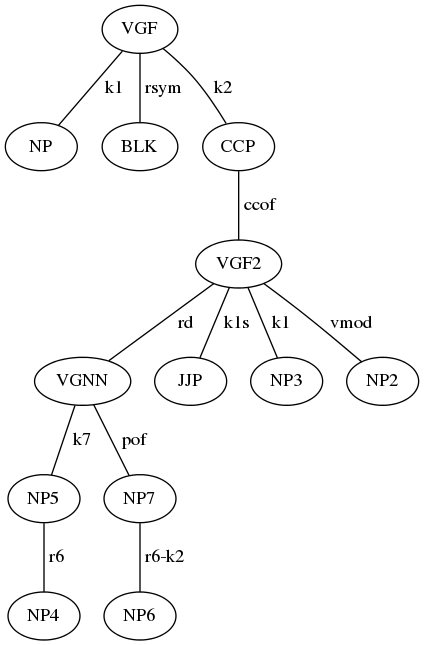 VGF
k1 rsym k2
NP BLK CCP
ccof
VGF2
rd k1s k1 vmod
VGNN JJP NP3 NP2
k7 pof
NP5 NP7
r6 r6-k2
NP4 NP6